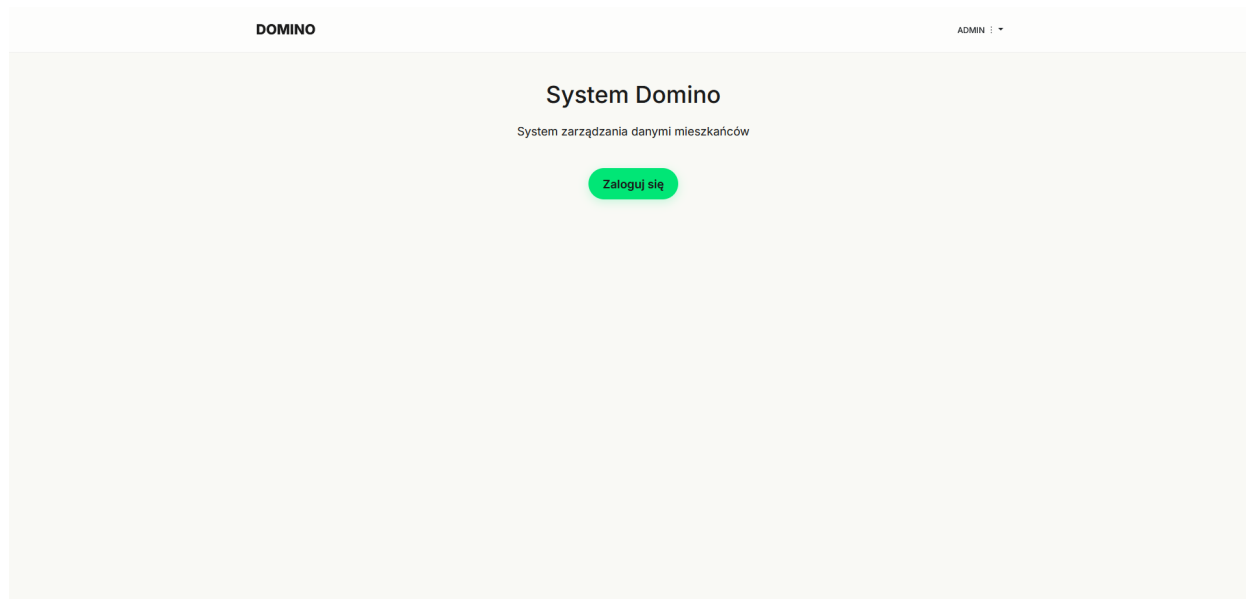 DOMINO
ADMIN ⋮
System Domino
System zarządzania danymi mieszkańców
Zaloguj się